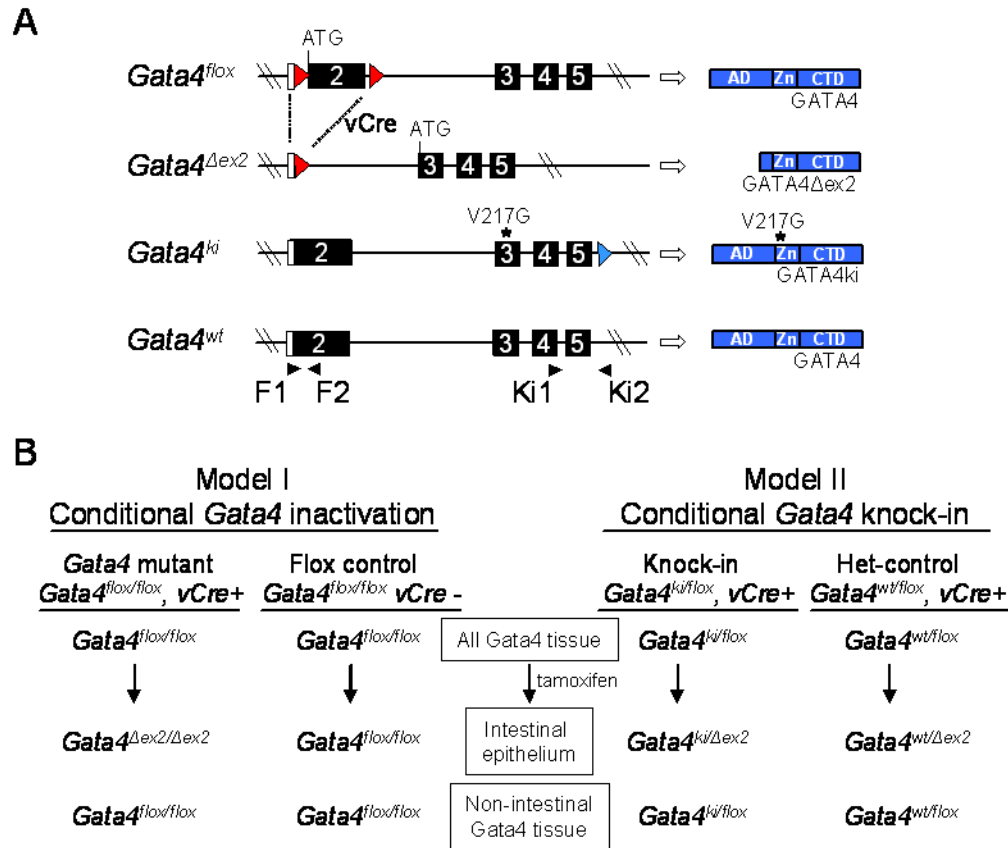 A
ATG
Gata4flox
2
3 4 5
AD Zn CTD
GATA4
vCre
ATG
Gata4Δex2
3 4 5
Zn CTD
GATA4Δex2
V217G
V217G
Gata4ki
2
3 4 5
AD Zn CTD
GATA4ki
Gata4wt
2
3 4 5
AD Zn CTD
GATA4
F1 F2 Ki1 Ki2
B
Model I
Conditional Gata4 inactivation
Model II
Conditional Gata4 knock-in
Gata4 mutant
Gata4flox/flox, vCre+
Flox control
Gata4flox/flox vCre -
Knock-in
Gata4ki/flox, vCre+
Het-control
Gata4wt/flox, vCre+
Gata4flox/flox
Gata4flox/flox
All Gata4 tissue
Gata4ki/flox
Gata4wt/flox
tamoxifen
Gata4Δex2/Δex2
Gata4flox/flox
Intestinal
epithelium
Gata4ki/Δex2
Gata4wt/Δex2
Gata4flox/flox
Gata4flox/flox
Non-intestinal
Gata4 tissue
Gata4ki/flox
Gata4wt/flox